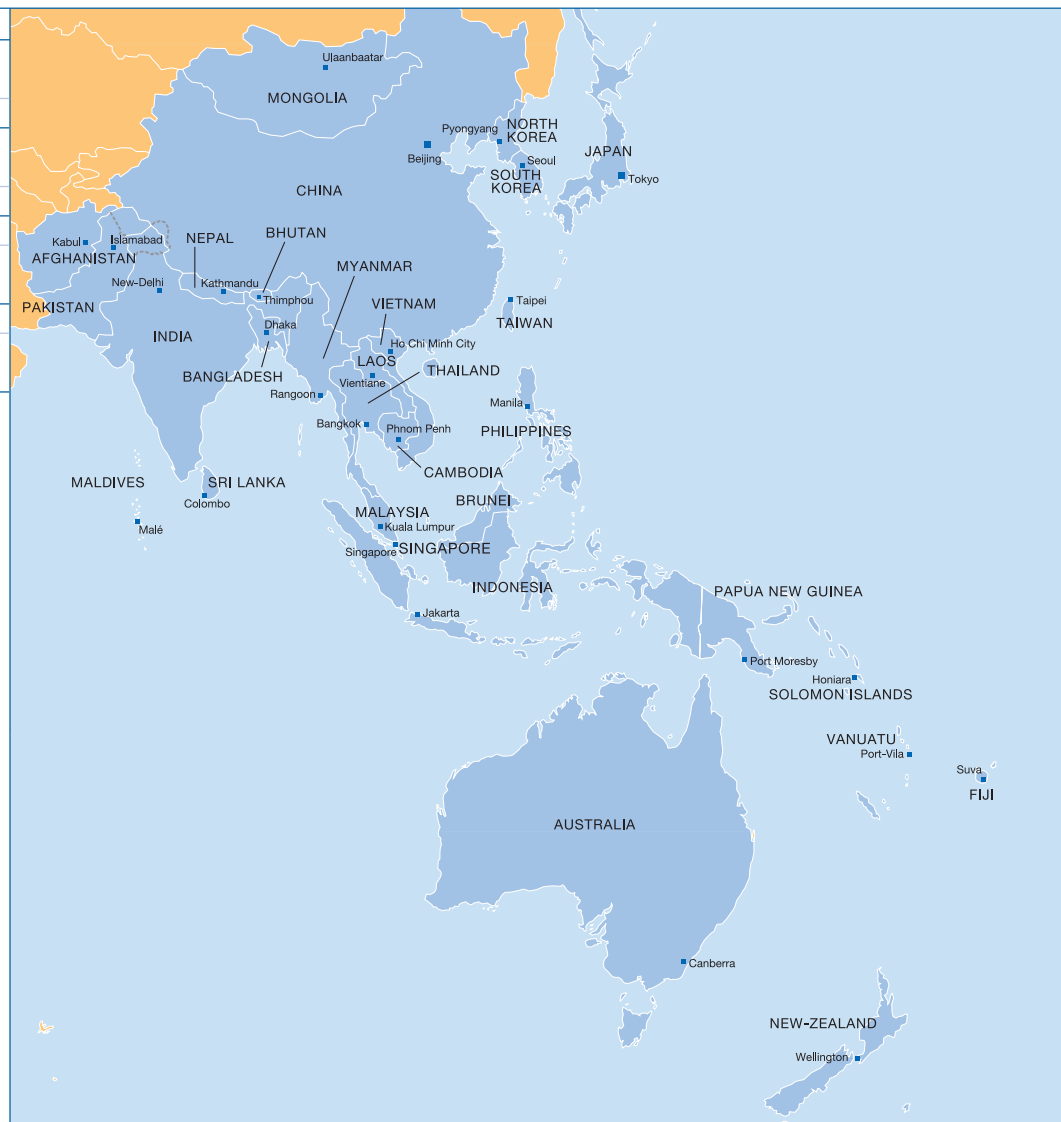 Ulaanbaatar
MONGOLIA
Pyongyang
NORTH
KOREA
Beijing
Seoul
SOUTH
KOREA
JAPAN
Tokyo
CHINA
Kabul
Islamabad
AFGHANISTAN
NEPAL
BHUTAN
MYANMAR
New-Delhi
Kathmandu
Thimphou
VIETNAM
Taipei
TAIWAN
PAKISTAN
INDIA
Dhaka
Ho Chi Minh City
LAOS
BANGLADESH
Vientiane
THAILAND
Rangoon
Manila
Bangkok
Phnom Penh
PHILIPPINES
CAMBODIA
MALDIVES
SRI LANKA
Colombo
BRUNEI
Malé
MALAYSIA
Kuala Lumpur
Singapore
SINGAPORE
INDONESIA
PAPUA NEW GUINEA
Jakarta
Port Moresby
Honiara
SOLOMON ISLANDS
VANUATU
Port-Vila
Suva
FIJI
AUSTRALIA
Canberra
NEW-ZEALAND
Wellington